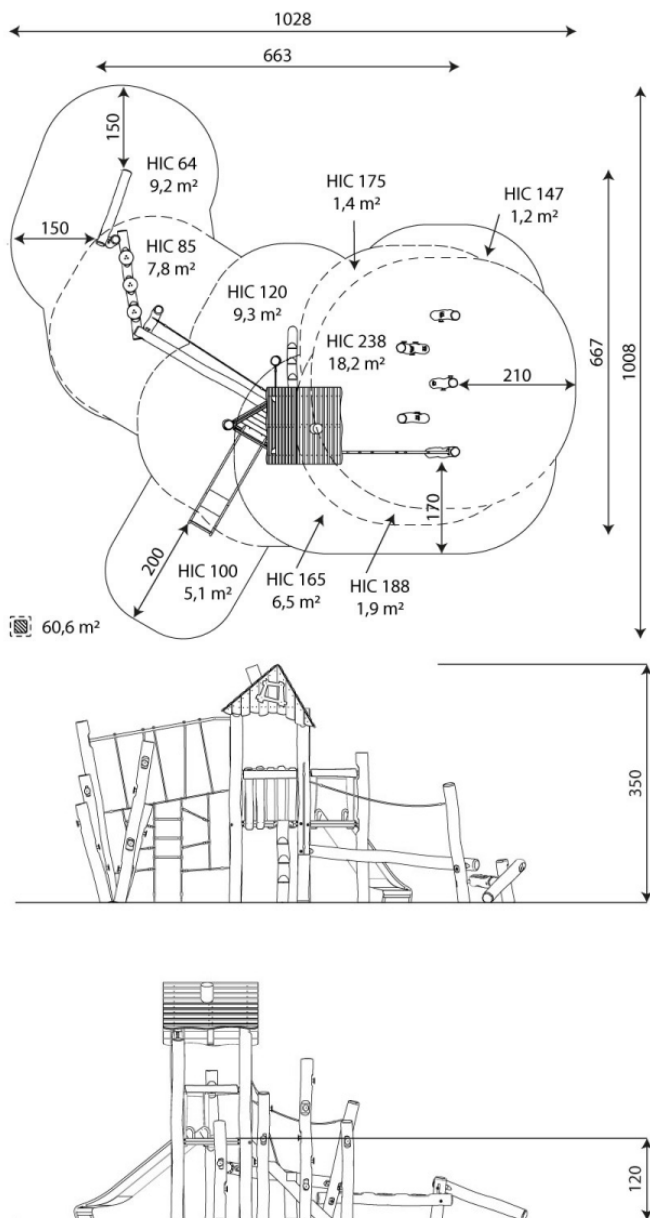 1028
663
150
HIC 64
9,2 m²
HIC 175
1,4 m²
HIC 147
1,2 m²
150
HIC 85
7,8 m²
HIC 120
9,3 m²
HIC 238
18,2 m²
210
667
1008
170
200
HIC 100
5,1 m²
HIC 165
6,5 m²
HIC 188
1,9 m²
60,6 m²
350
120